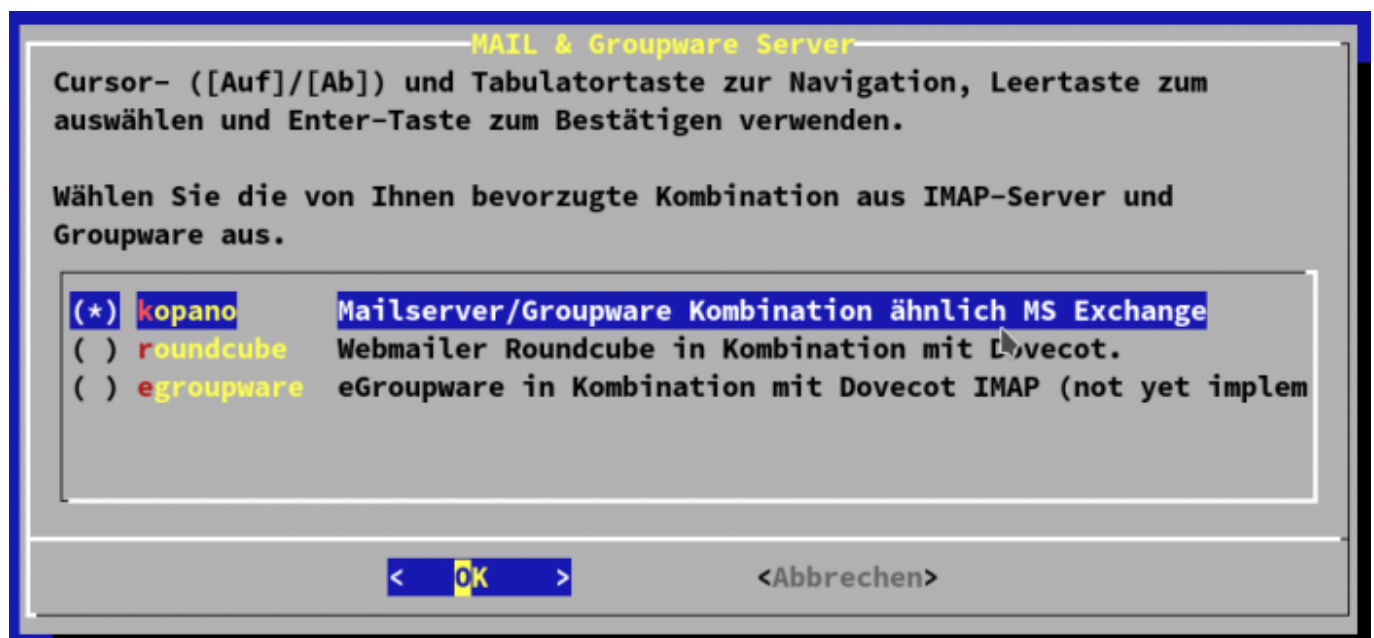 MAIL & Groupware Server
Cursor- ([Auf]/[Ab]) und Tabulatortaste zur Navigation, Leertaste zum
auswählen und Enter-Taste zum Bestätigen verwenden.
Wählen Sie die von Ihnen bevorzugte Kombination aus IMAP-Server und
Groupware aus.
(*) kopano Mailserver/Groupware Kombination ähnlich MS Exchange
( ) roundcube Webmailer Roundcube in Kombination mit Dovecot.
( ) egroupware eGroupware in Kombination mit Dovecot IMAP (not yet implem
< OK > <Abbrechen>